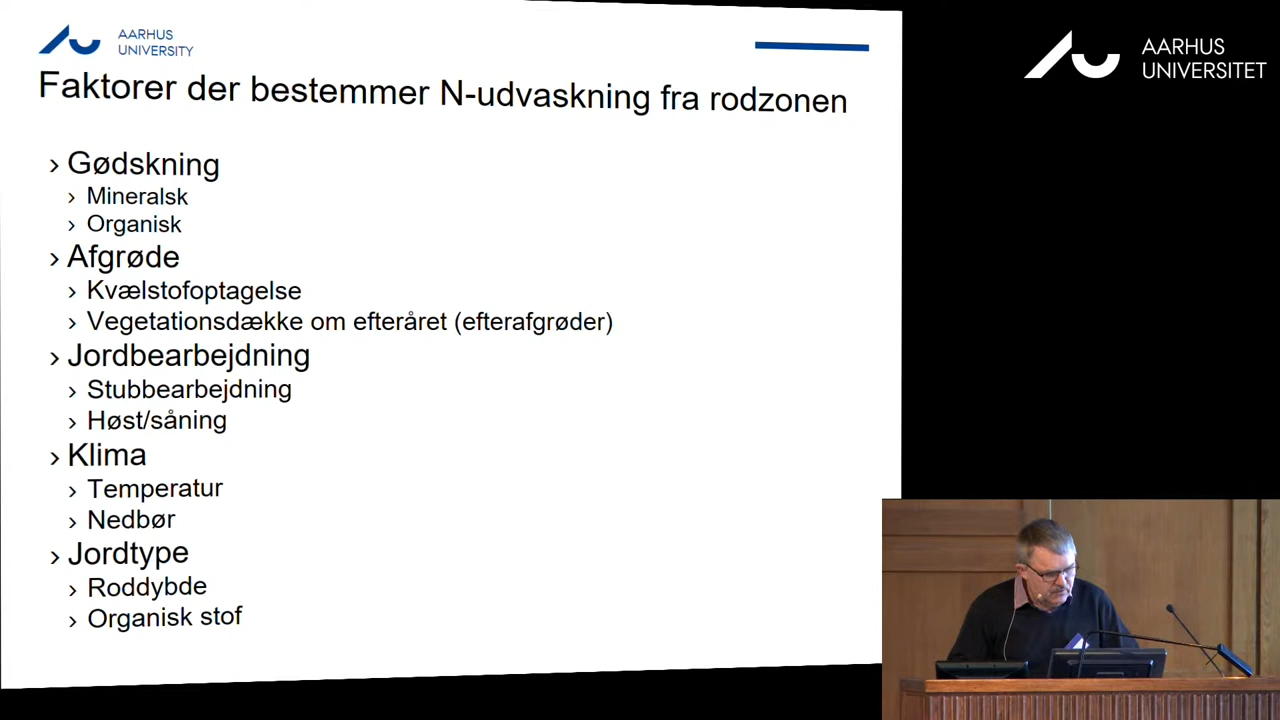 AARHUS
UNIVERSITY
Faktorer der bestemmer N-udvaskning fra rodzonen
› Gødskning
› Mineralsk
› Organisk
› Afgrøde
› Kvælstofoptagelse
› Vegetationsdække om efteråret (efterafgrøder)
› Jordbearbejdning
› Stubbearbejdning
› Høst/såning
› Klima
› Temperatur
› Nedbør
› Jordtype
› Roddybde
› Organisk stof
AARHUS
UNIVERSITET